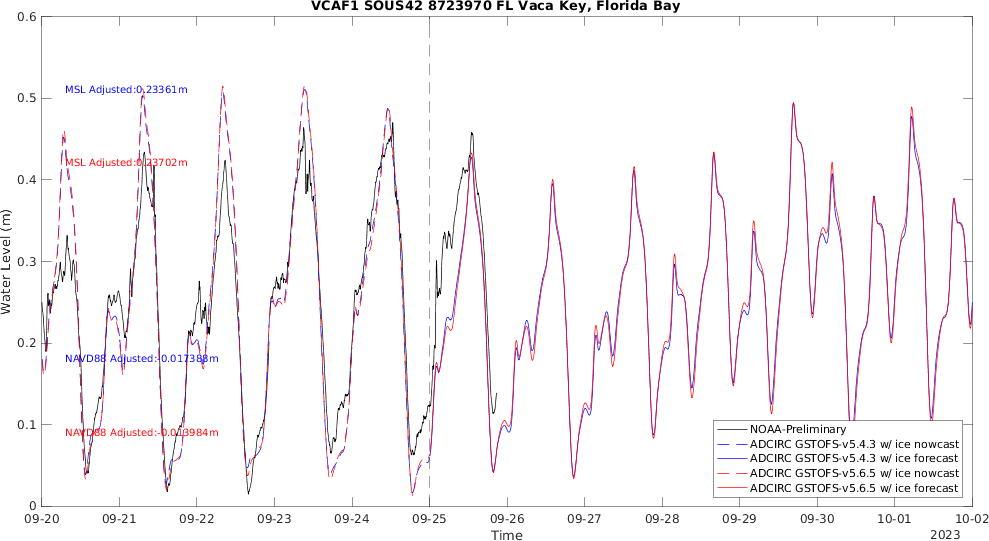 VCAF1 SOUS42 8723970 FL Vaca Key, Florida Bay
0.6
0.5
0.4
0.3
0.2
0.1
0
Water Level (m)
MSL Adjusted:0.23361m
MSL Adjusted:0.23702m
NAVD88 Adjusted:-0.017388m
NAVD88 Adjusted:-0.013984m
NOAA-Preliminary
ADCIRC GSTOFS-v5.4.3 w/ ice nowcast
ADCIRC GSTOFS-v5.4.3 w/ ice forecast
ADCIRC GSTOFS-v5.6.5 w/ ice nowcast
ADCIRC GSTOFS-v5.6.5 w/ ice forecast
09-20 09-21 09-22 09-23 09-24 09-25 09-26 09-27 09-28 09-29 09-30 10-01 10-02
Time
2023